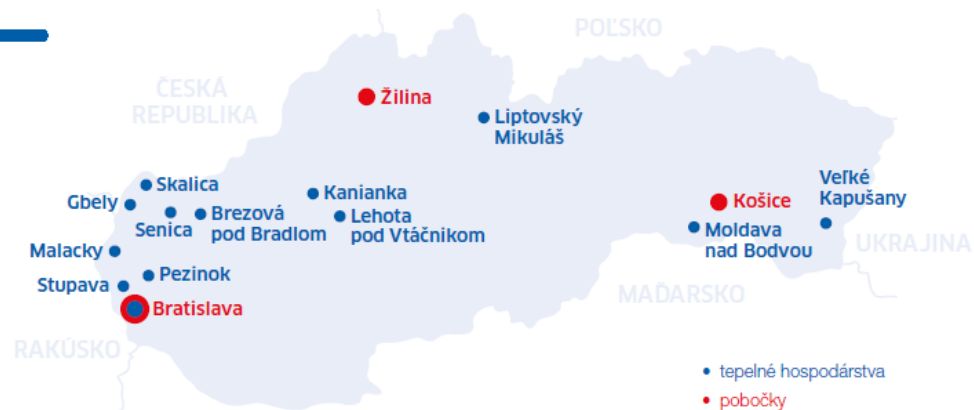 POĽSKO
ČESKÁ
REPUBLIKA
Žilina
Liptovský
Mikuláš
Skalica
Gbely
Kanianka
Senica
Brezová
pod Bradlom
Lehota
pod Vtáčnikom
Veľké
Kapušany
Košice
Moldava
nad Bodvou
UKRAJINA
Malacky
Pezinok
Stupava
Bratislava
MAĎARSKO
RAKÚSKO
• tepelné hospodárstva
• pobočky